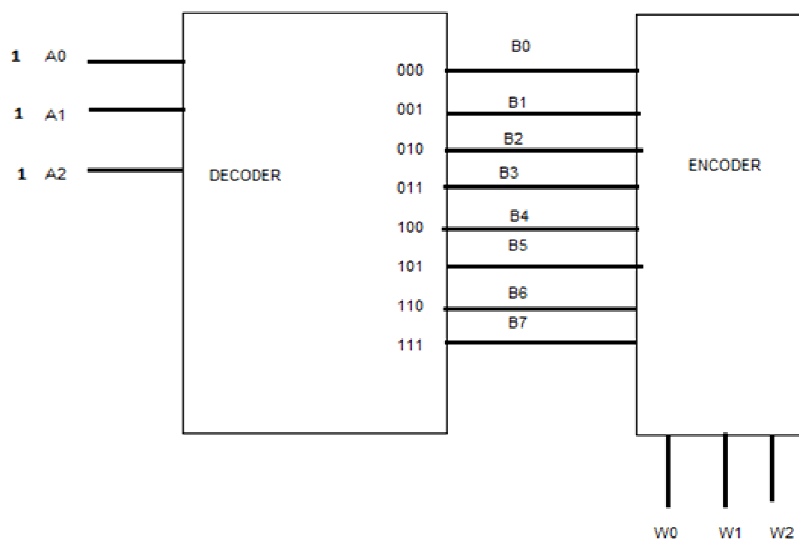 1 A0
1 A1
1 A2
DECODER
000
001
010
011
100
101
110
111
B0
B1
B2
B3
B4
B5
B6
B7
ENCODER
W0 W1 W2